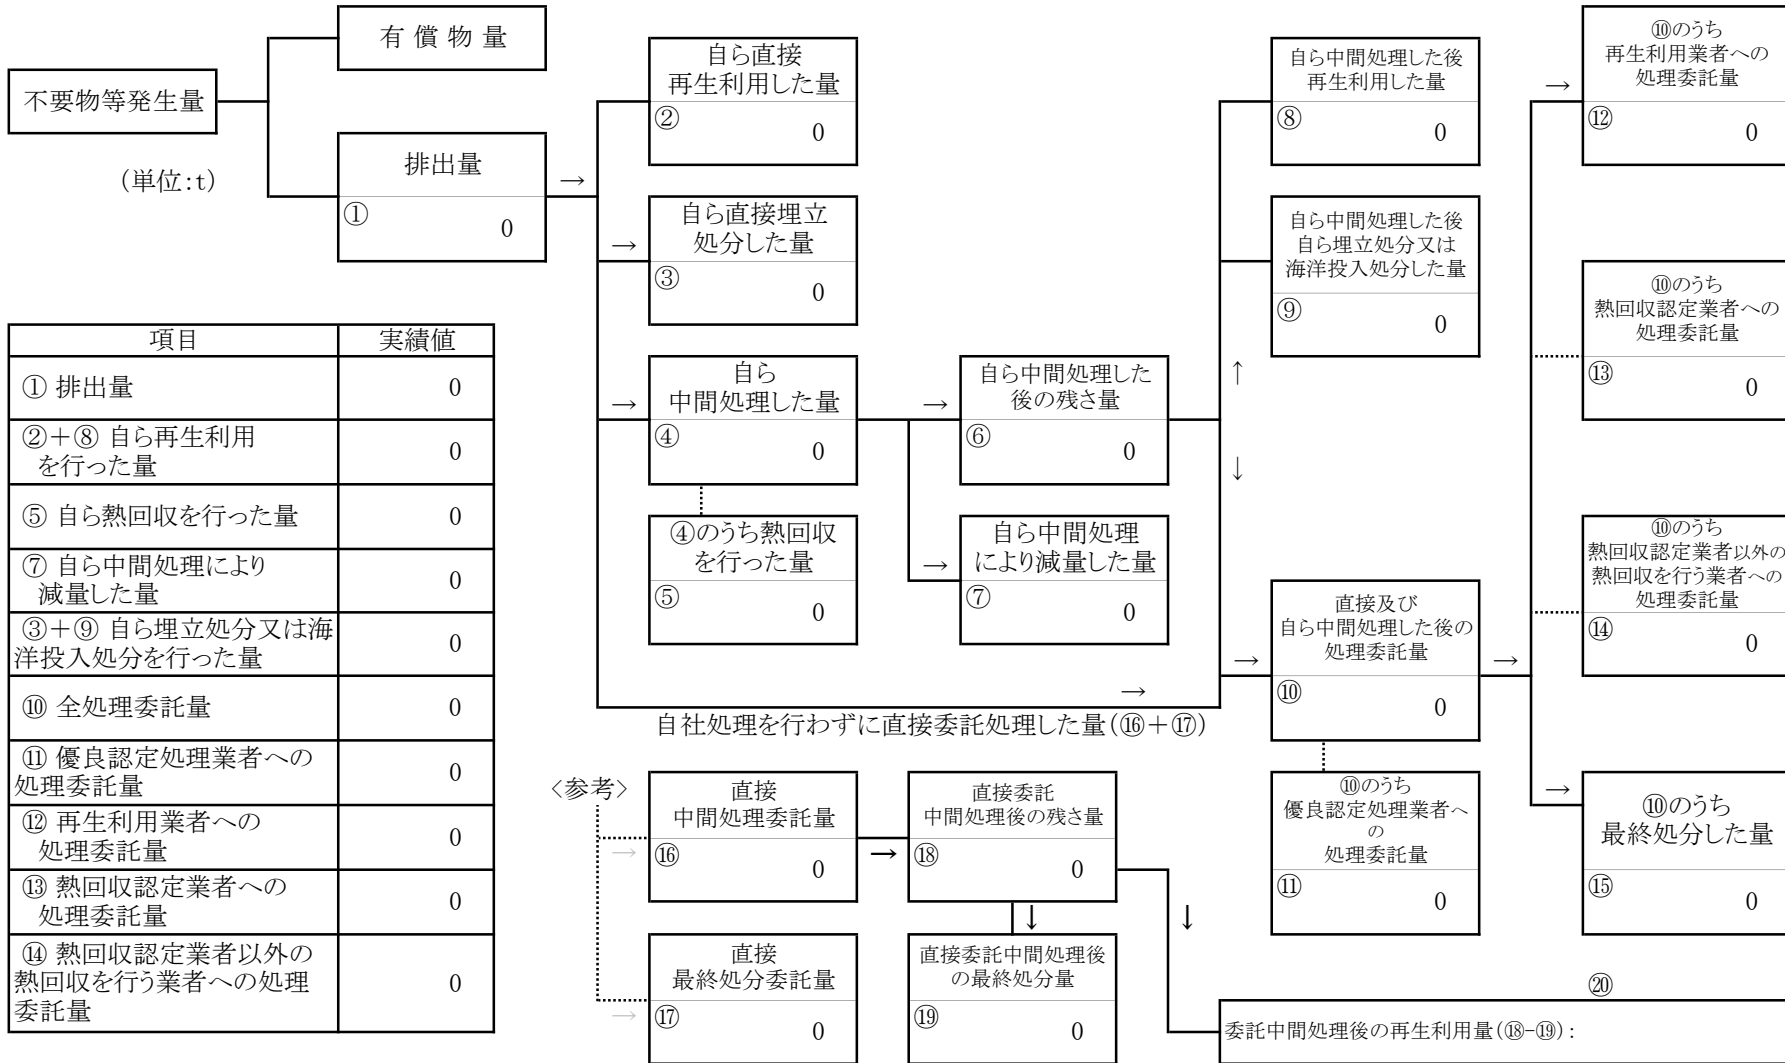 不要物等発生量
(単位:t)
有 償 物 量
排出量
①
0
→
自ら直接
再生利用した量
②
0
→
自ら直接埋立
処分した量
③
0
→
自ら
中間処理した量
④
0
④のうち熱回収
を行った量
⑤
0
→
自ら中間処理した
後の残さ量
⑥
0
→
自ら中間処理
により減量した量
⑦
0
→
自社処理を行わずに直接委託処理した量(⑯+⑰)
自ら中間処理した後
再生利用した量
⑧
0
自ら中間処理した後
自ら埋立処分又は
海洋投入処分した量
⑨
0
↑
↓
→
直接及び
自ら中間処理した後の
処理委託量
⑩
0
⑩のうち
優良認定処理業者へ
の
処理委託量
⑪
0
→
→
⑩のうち
再生利用業者への
処理委託量
⑫
0
⑩のうち
熱回収認定業者への
処理委託量
⑬
0
⑩のうち
熱回収認定業者以外の
熱回収を行う業者への
処理委託量
⑭
0
→
⑩のうち
最終処分した量
⑮
0
項目 実績値
① 排出量 0
②+⑧ 自ら再生利用
を行った量 0
⑤ 自ら熱回収を行った量 0
⑦ 自ら中間処理により
減量した量 0
③+⑨ 自ら埋立処分又は海
洋投入処分を行った量 0
⑩ 全処理委託量 0
⑪ 優良認定処理業者への
処理委託量 0
⑫ 再生利用業者への
処理委託量 0
⑬ 熱回収認定業者への
処理委託量 0
⑭ 熱回収認定業者以外の
熱回収を行う業者への処理
委託量 0
<参考>
→
直接
中間処理委託量
⑯
0
→
直接委託
中間処理後の残さ量
⑱
0
→
直接
最終処分委託量
⑰
0
↓
直接委託中間処理後
の最終処分量
⑲
0
↓
⑳
委託中間処理後の再生利用量(⑱-⑲):